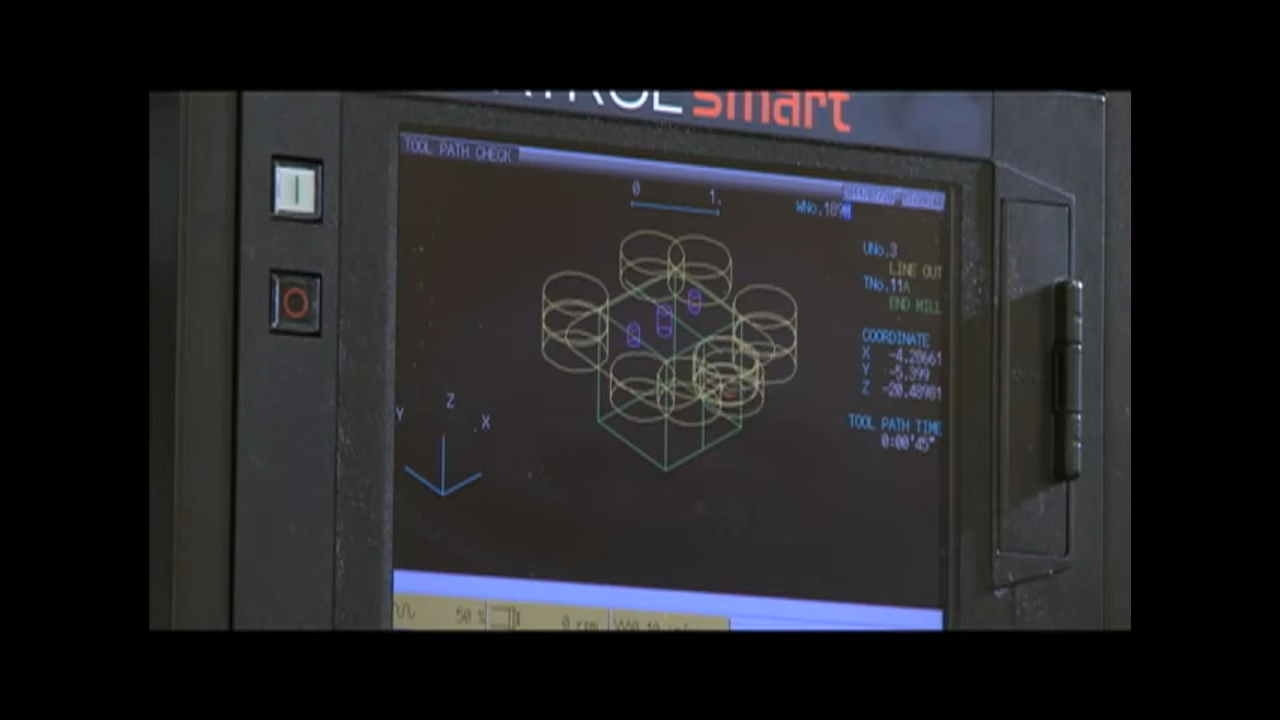 smart
TOOL PATH CHECK
0 1.
WNo.189
UNo.3
LINE OUT
TNo.11A
END MILL
COORDINATE
X -4.20661
Y -5.399
Z -20.48981
TOOL PATH TIME
0:00'45"
Z
Y X
50 %
0 rpm